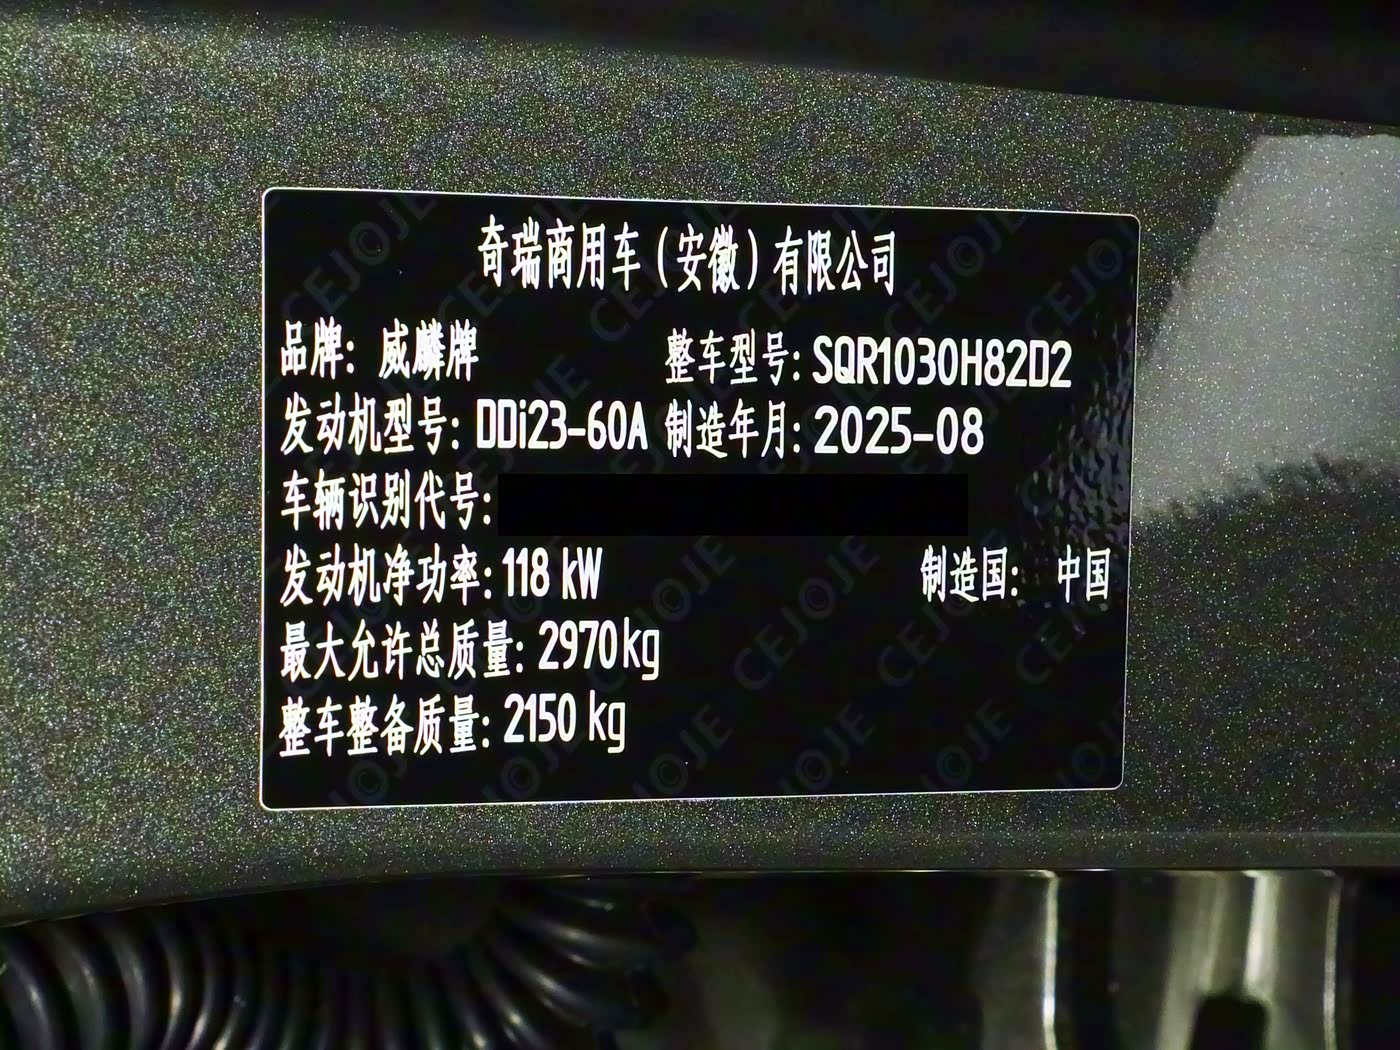 奇瑞商用车（安徽）有限公司
品牌：威麟牌 整车型号：SQR1030H82D2
发动机型号：DDi23-60A 制造年月：2025-08
车辆识别代号：
发动机净功率：118 kW 制造国：中国
最大允许总质量：2970kg
整车整备质量：2150 kg